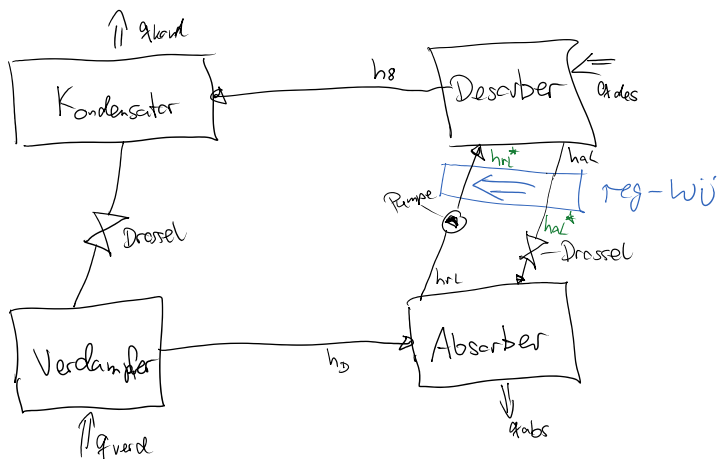 q kond
Kondensator
h8
Desorber
q des
hrL*
haL
reg-WÜ
Pumpe
haL*
Drossel
Drossel
hrL
Verdampfer
hD
Absorber
q verd
q abs